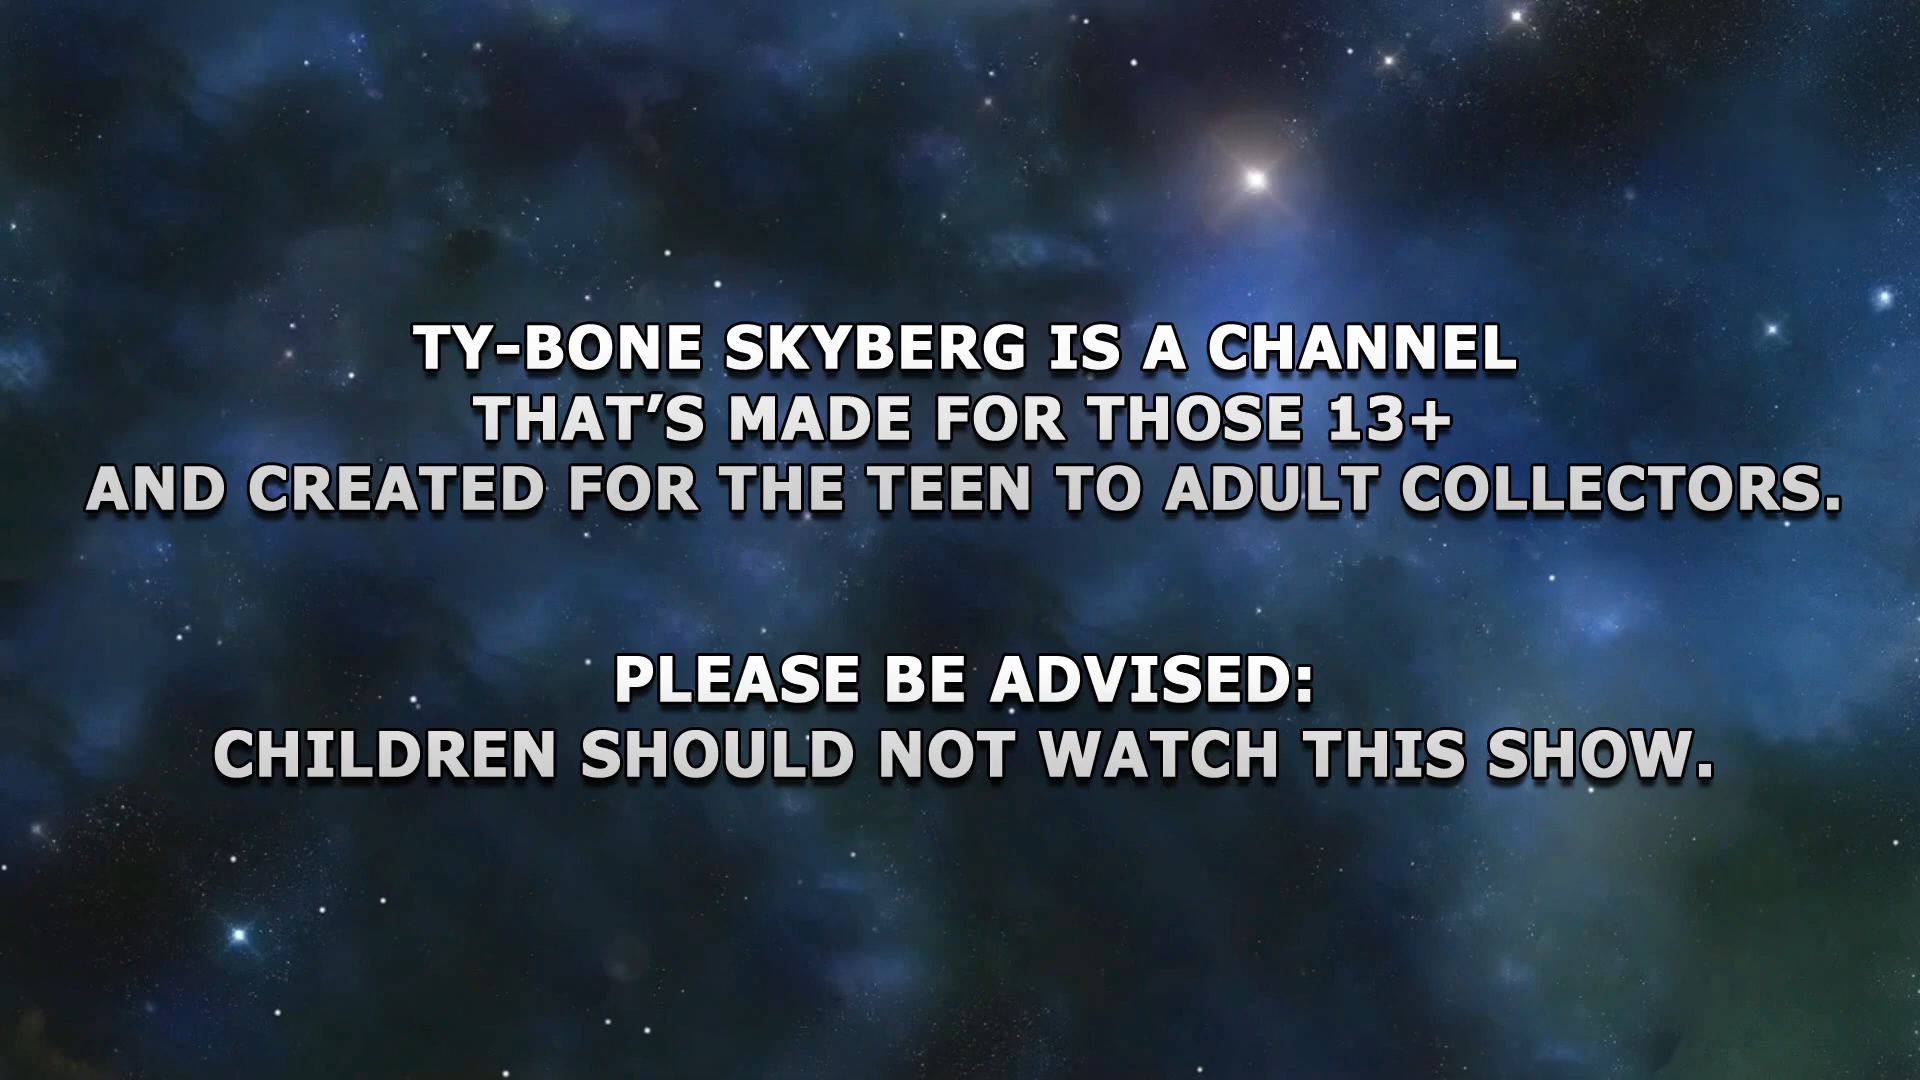 TY-BONE SKYBERG IS A CHANNEL
THAT’S MADE FOR THOSE 13+
AND CREATED FOR THE TEEN TO ADULT COLLECTORS.
PLEASE BE ADVISED:
CHILDREN SHOULD NOT WATCH THIS SHOW.